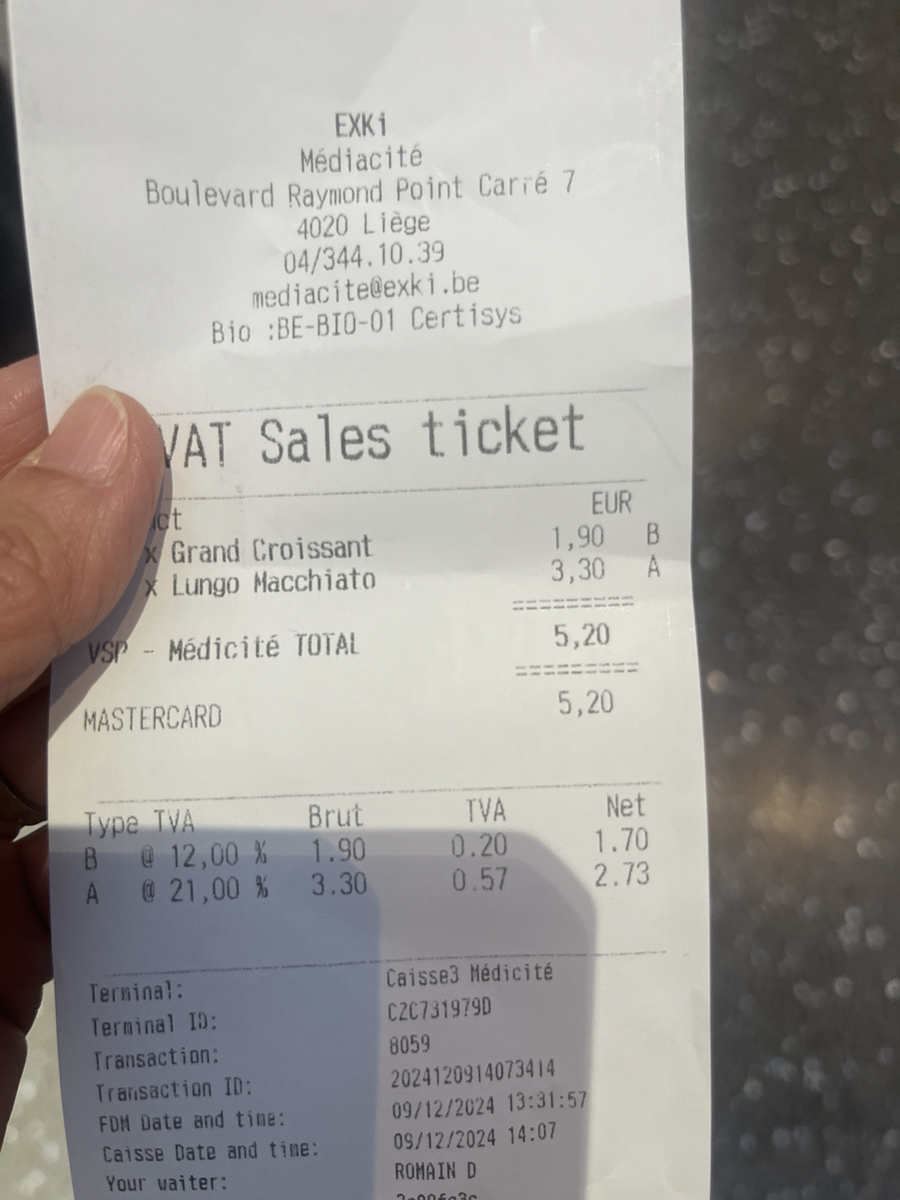 EXKi
Médiacité
Boulevard Raymond Point Carré 7
4020 Liège
04/344.10.39
mediacite@exki.be
Bio :BE-BIO-01 Certisys
VAT Sales ticket
EUR
x Grand Croissant 1,90 B
x Lungo Macchiato 3,30 A
=========
VSP - Médicité TOTAL 5,20
=========
MASTERCARD 5,20
Type TVA Brut TVA Net
B @ 12,00 % 1.90 0.20 1.70
A @ 21,00 % 3.30 0.57 2.73
Terminal: Caisse3 Médicité
Terminal ID: C2C731979D
Transaction: 8059
Transaction ID: 2024120914073414
FDM Date and time: 09/12/2024 13:31:57
Caisse Date and time: 09/12/2024 14:07
Your waiter: ROMAIN D